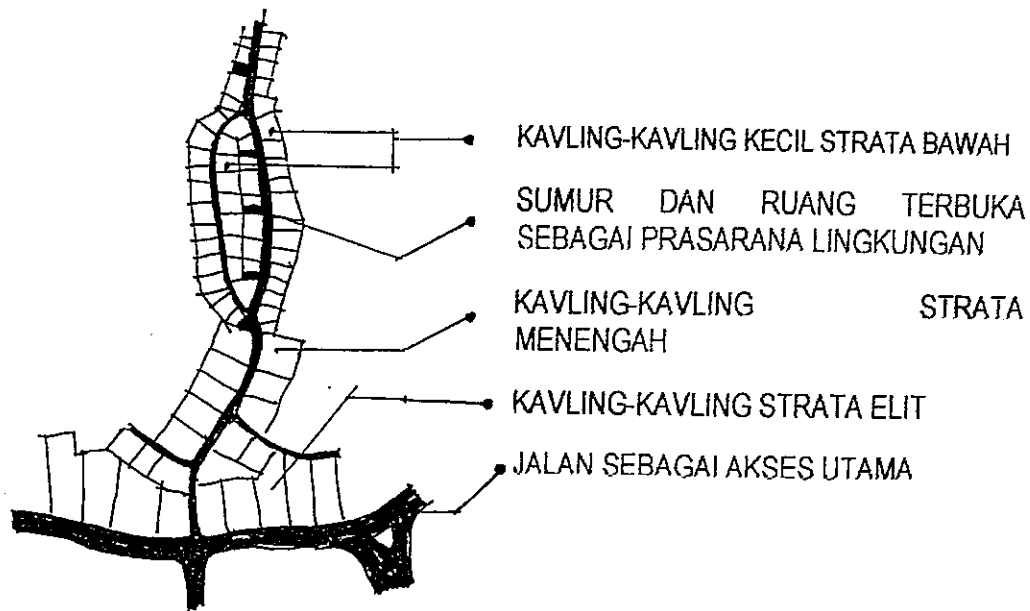 KAVLING-KAVLING KECIL STRATA BAWAH
SUMUR DAN RUANG TERBUKA
SEBAGAI PRASARANA LINGKUNGAN
KAVLING-KAVLING STRATA
MENENGAH
KAVLING-KAVLING STRATA ELIT
JALAN SEBAGAI AKSES UTAMA